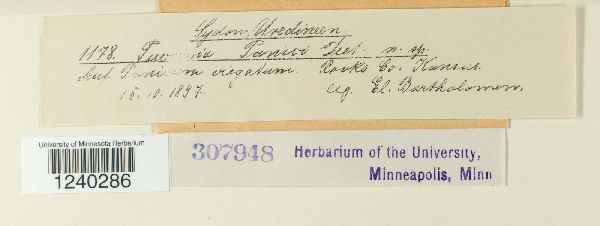 Sydow, Uredineen
1178. Puccinia Panici Diet. n. sp.
Auf Panicum virgatum. Rooks Co. Kansas.
15.10.1897. leg. El. Bartholomew.
University of Minnesota Herbarium
1240286
307948 Herbarium of the University,
Minneapolis, Minn